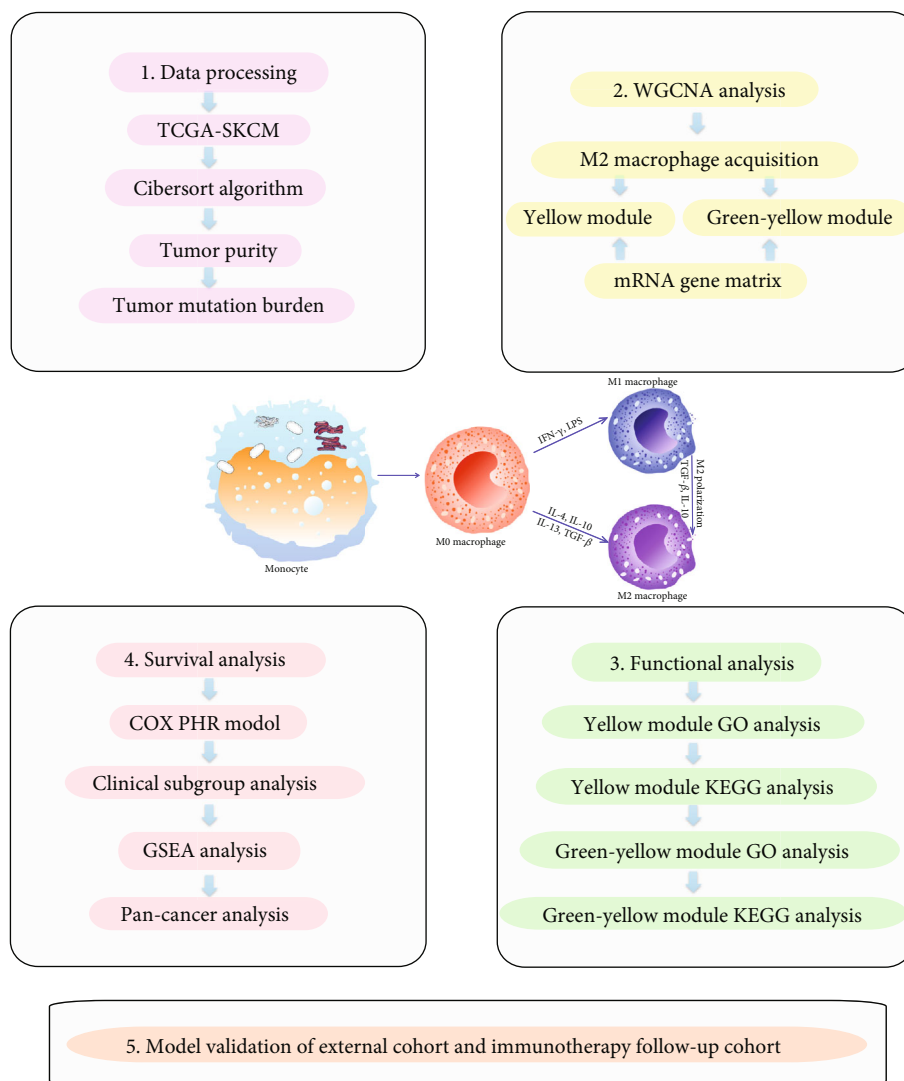 1. Data processing
TCGA-SKCM
Cibersort algorithm
Tumor purity
Tumor mutation burden
2. WGCNA analysis
M2 macrophage acquisition
Yellow module
Green-yellow module
mRNA gene matrix
Monocyte
M0 macrophage
IFN-γ, LPS
M1 macrophage
IL-4, IL-10
IL-13, TGF-β
M2 polarization
TGF-β, IL-10
M2 macrophage
4. Survival analysis
COX PHR modol
Clinical subgroup analysis
GSEA analysis
Pan-cancer analysis
3. Functional analysis
Yellow module GO analysis
Yellow module KEGG analysis
Green-yellow module GO analysis
Green-yellow module KEGG analysis
5. Model validation of external cohort and immunotherapy follow-up cohort